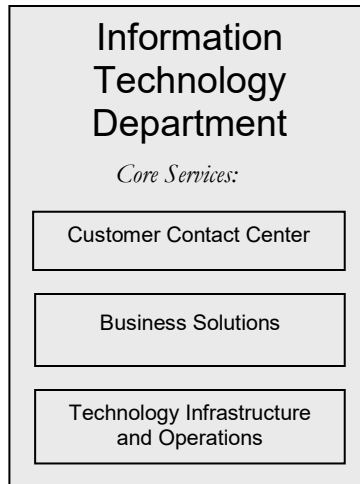 Information
Technology
Department
Core Services:
Customer Contact Center
Business Solutions
Technology Infrastructure
and Operations